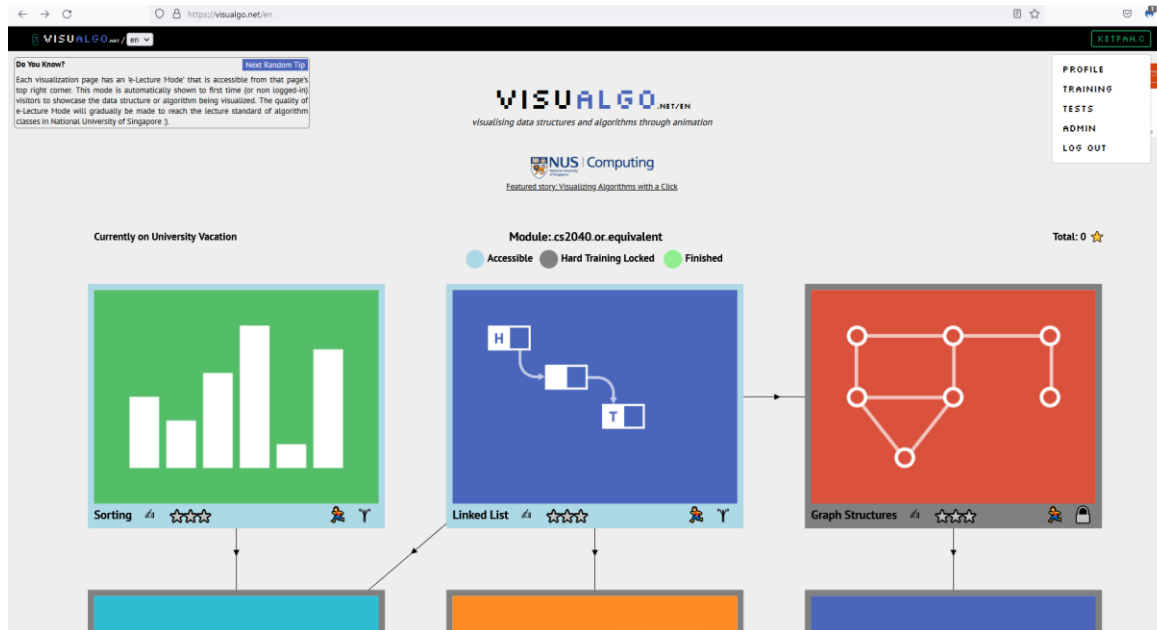 https://visualgo.net/en
VISUALGO.NET/ en
KETFAH.C
Do You Know?
Next Random Tip
Each visualization page has an 'e-Lecture Mode' that is accessible from that page's
top right corner. This mode is automatically shown to first time (or non logged-in)
visitors to showcase the data structure or algorithm being visualized. The quality of
e-Lecture Mode will gradually be made to reach the lecture standard of algorithm
classes in National University of Singapore :).
PROFILE
TRAINING
TESTS
ADMIN
LOG OUT
VISUALGO.NET/EN
visualising data structures and algorithms through animation
NUS Computing
National University
of Singapore
Featured story: Visualizing Algorithms with a Click
Currently on University Vacation
Module: cs2040 or equivalent
Total: 0
Accessible Hard Training Locked Finished
H
T
Sorting
Linked List
Graph Structures